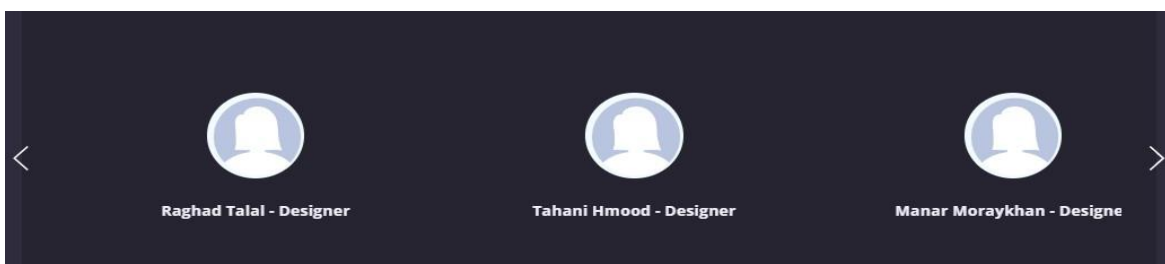 Raghad Talal - Designer
Tahani Hmood - Designer
Manar Moraykhan - Designe